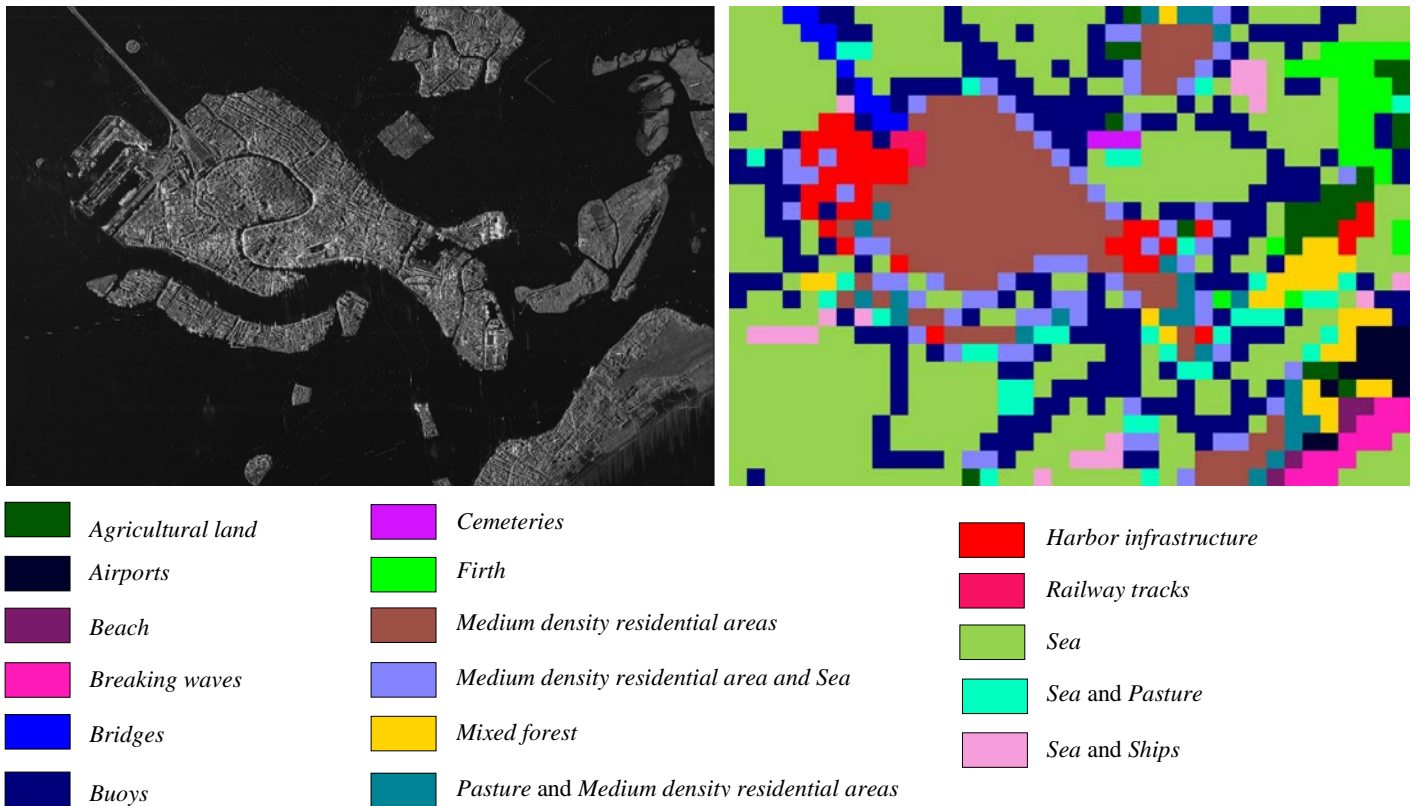 Agricultural land
Airports
Beach
Breaking waves
Bridges
Buoys
Cemeteries
Firth
Medium density residential areas
Medium density residential area and Sea
Mixed forest
Pasture and Medium density residential areas
Harbor infrastructure
Railway tracks
Sea
Sea and Pasture
Sea and Ships